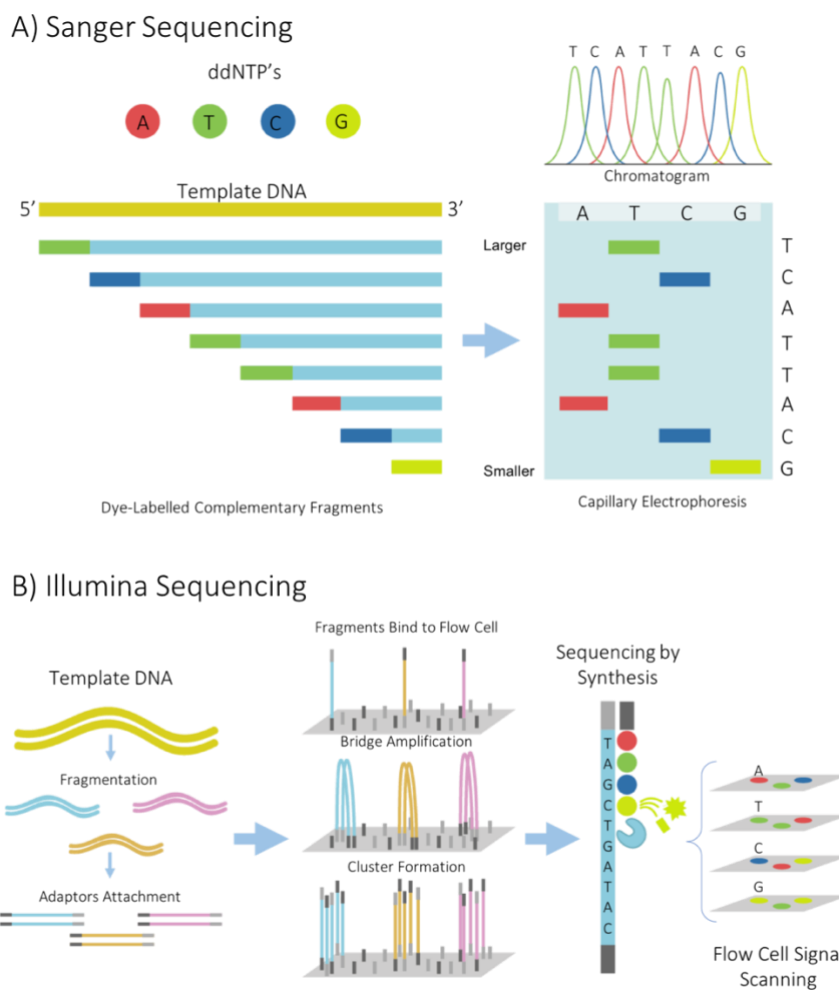 A) Sanger Sequencing
ddNTP's
A T C G
Template DNA
5′ 3′
Dye-Labelled Complementary Fragments
T C A T T A C G
Chromatogram
A T C G
Larger
Smaller
T
C
A
T
T
A
C
G
Capillary Electrophoresis
B) Illumina Sequencing
Template DNA
Fragmentation
Adaptors Attachment
Fragments Bind to Flow Cell
Bridge Amplification
Cluster Formation
Sequencing by
Synthesis
T
A
G
C
T
G
A
T
A
C
A
T
C
G
Flow Cell Signa
Scanning